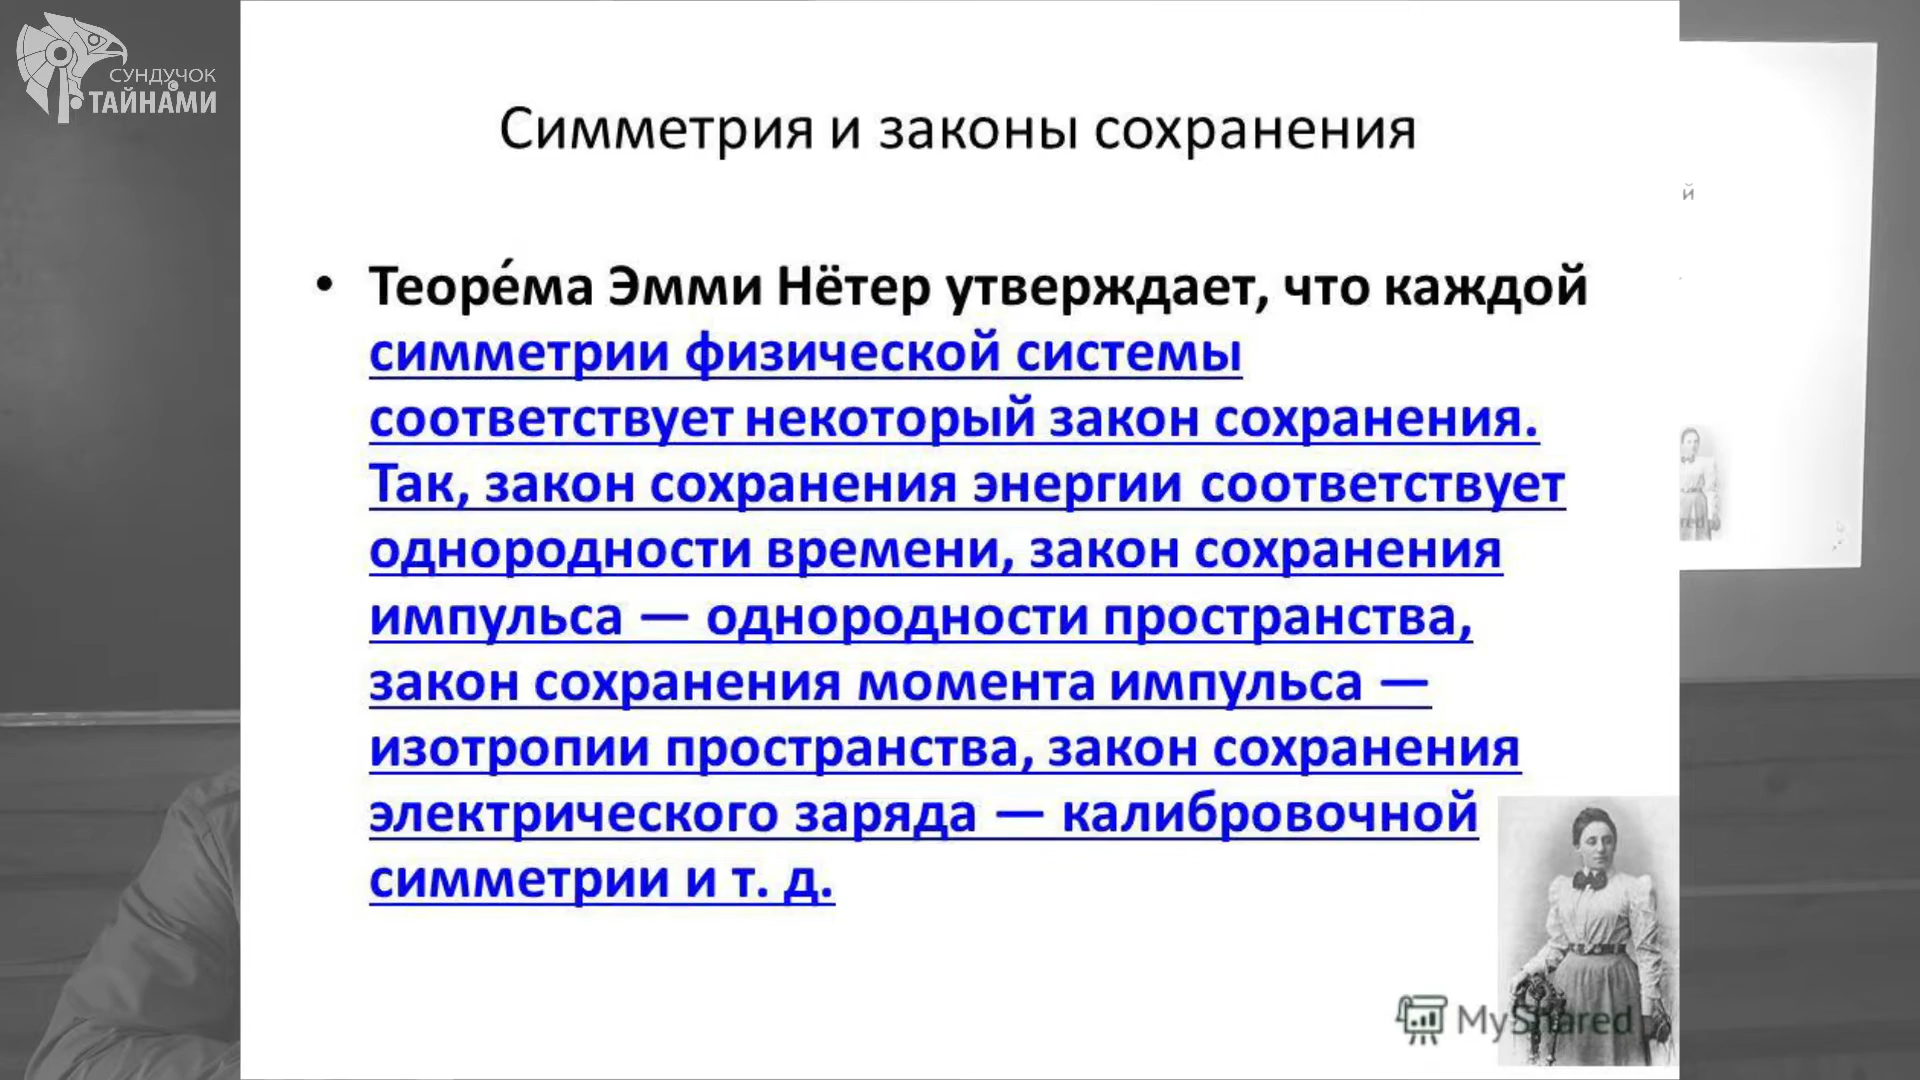 СУНДУЧОК
С
ТАЙНАМИ
Симметрия и законы сохранения
й
• Теоре́ма Эмми Нётер утверждает, что каждой
симметрии физической системы
соответствует некоторый закон сохранения.
Так, закон сохранения энергии соответствует
однородности времени, закон сохранения
импульса — однородности пространства,
закон сохранения момента импульса —
изотропии пространства, закон сохранения
электрического заряда — калибровочной
симметрии и т. д.
red
MyShared